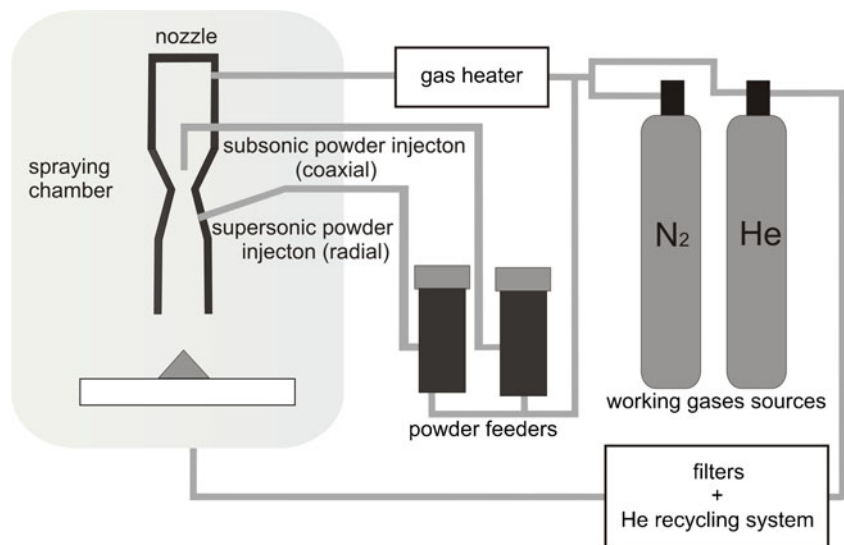 nozzle
gas heater
subsonic powder injecton
(coaxial)
spraying
chamber
supersonic powder
injecton (radial)
N2
He
working gases sources
powder feeders
filters
+
He recycling system